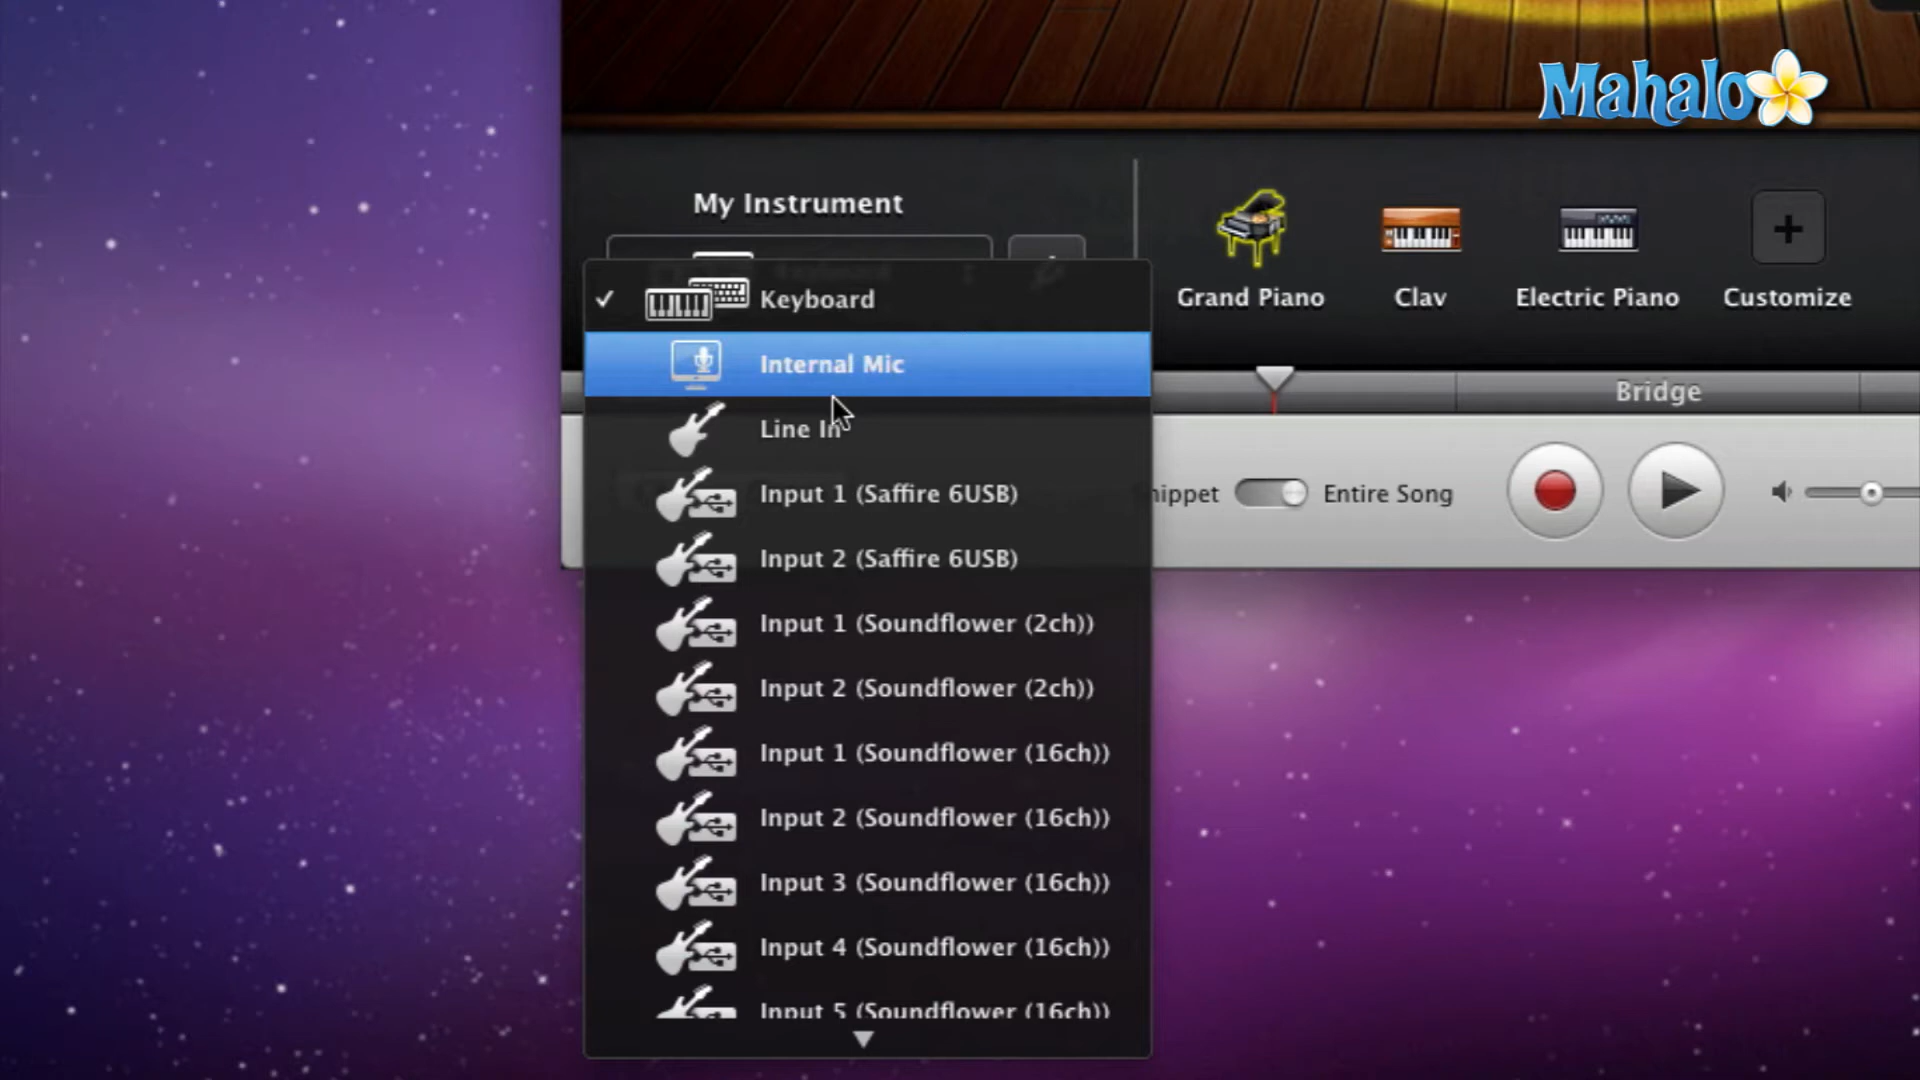 Mahalo
My Instrument
Keyboard
Internal Mic
Line In
Input 1 (Saffire 6USB)
Input 2 (Saffire 6USB)
Input 1 (Soundflower (2ch))
Input 2 (Soundflower (2ch))
Input 1 (Soundflower (16ch))
Input 2 (Soundflower (16ch))
Input 3 (Soundflower (16ch))
Input 4 (Soundflower (16ch))
Input 5 (Soundflower (16ch))
Grand Piano
Clav
Electric Piano
Customize
Bridge
nippet
Entire Song